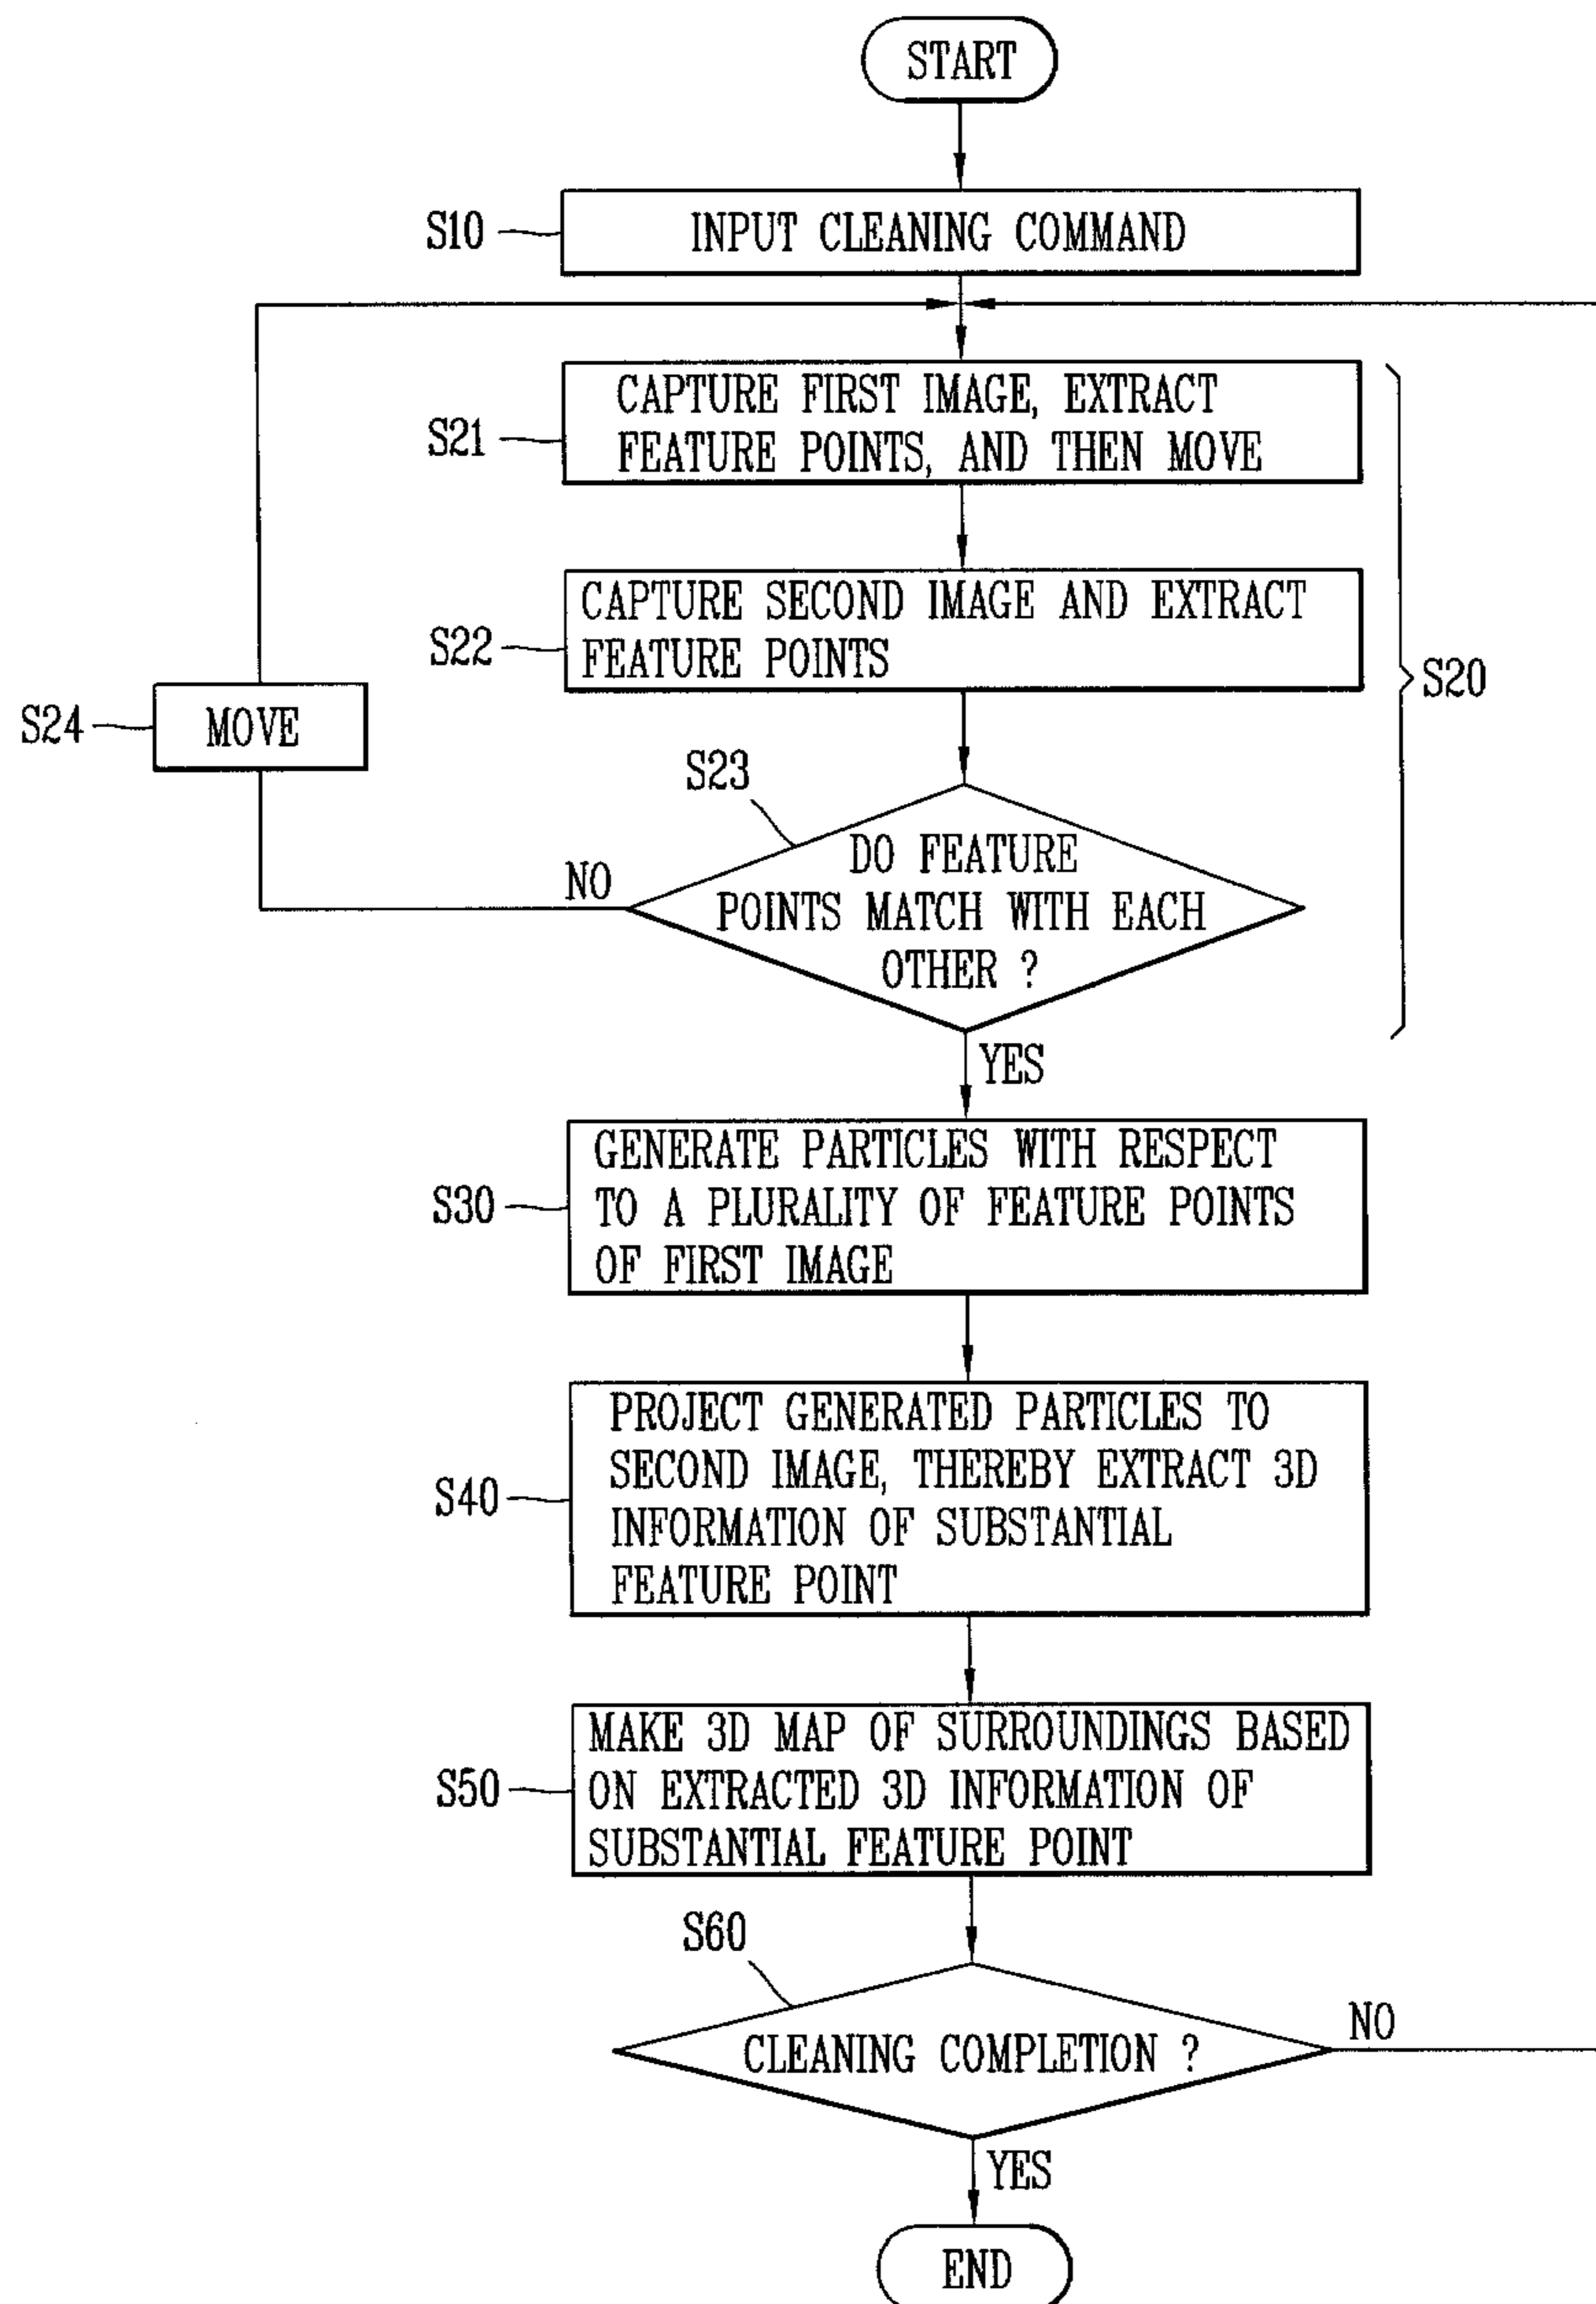 START
S10
INPUT CLEANING COMMAND
S21
CAPTURE FIRST IMAGE, EXTRACT
FEATURE POINTS, AND THEN MOVE
S22
CAPTURE SECOND IMAGE AND EXTRACT
FEATURE POINTS
S20
S24
MOVE
S23
DO FEATURE
POINTS MATCH WITH EACH
OTHER ?
NO
YES
S30
GENERATE PARTICLES WITH RESPECT
TO A PLURALITY OF FEATURE POINTS
OF FIRST IMAGE
S40
PROJECT GENERATED PARTICLES TO
SECOND IMAGE, THEREBY EXTRACT 3D
INFORMATION OF SUBSTANTIAL
FEATURE POINT
S50
MAKE 3D MAP OF SURROUNDINGS BASED
ON EXTRACTED 3D INFORMATION OF
SUBSTANTIAL FEATURE POINT
S60
CLEANING COMPLETION ?
NO
YES
END